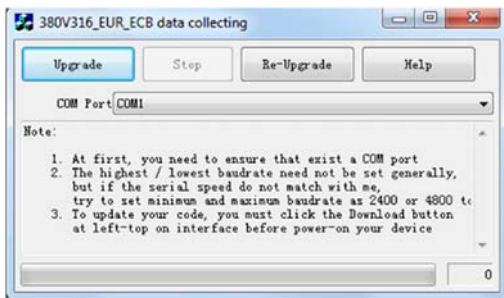 380V316_EUR_ECB data collecting
Upgrade Stop Re-Upgrade Help
COM Port COM1
Note:
1. At first, you need to ensure that exist a COM port
2. The highest / lowest baudrate need not be set generally,
but if the serial speed do not match with me,
try to set minimum and maximum baudrate as 2400 or 4800 to
3. To update your code, you must click the Download button
at left-top on interface before power-on your device
0